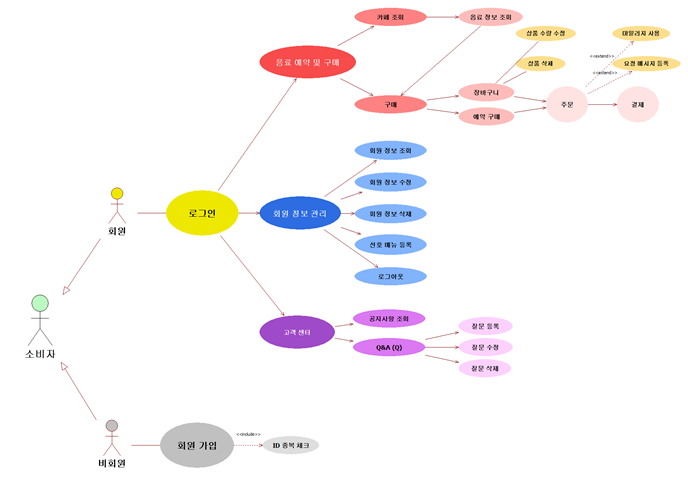 카페 조회
음료 정보 조회
상품 수량 수정
마일리지 사용
<<extend>>
음료 예약 및 구매
상품 삭제
요청 메시지 등록
<<extend>>
구매
장바구니
주문
결제
예약 구매
회원 정보 조회
회원 정보 수정
회원
로그인
회원 정보 관리
회원 정보 삭제
선호 메뉴 등록
로그아웃
소비자
고객 센터
공지사항 조회
Q&A (Q)
질문 등록
질문 수정
질문 삭제
비회원
회원 가입
<<include>>
ID 중복 체크